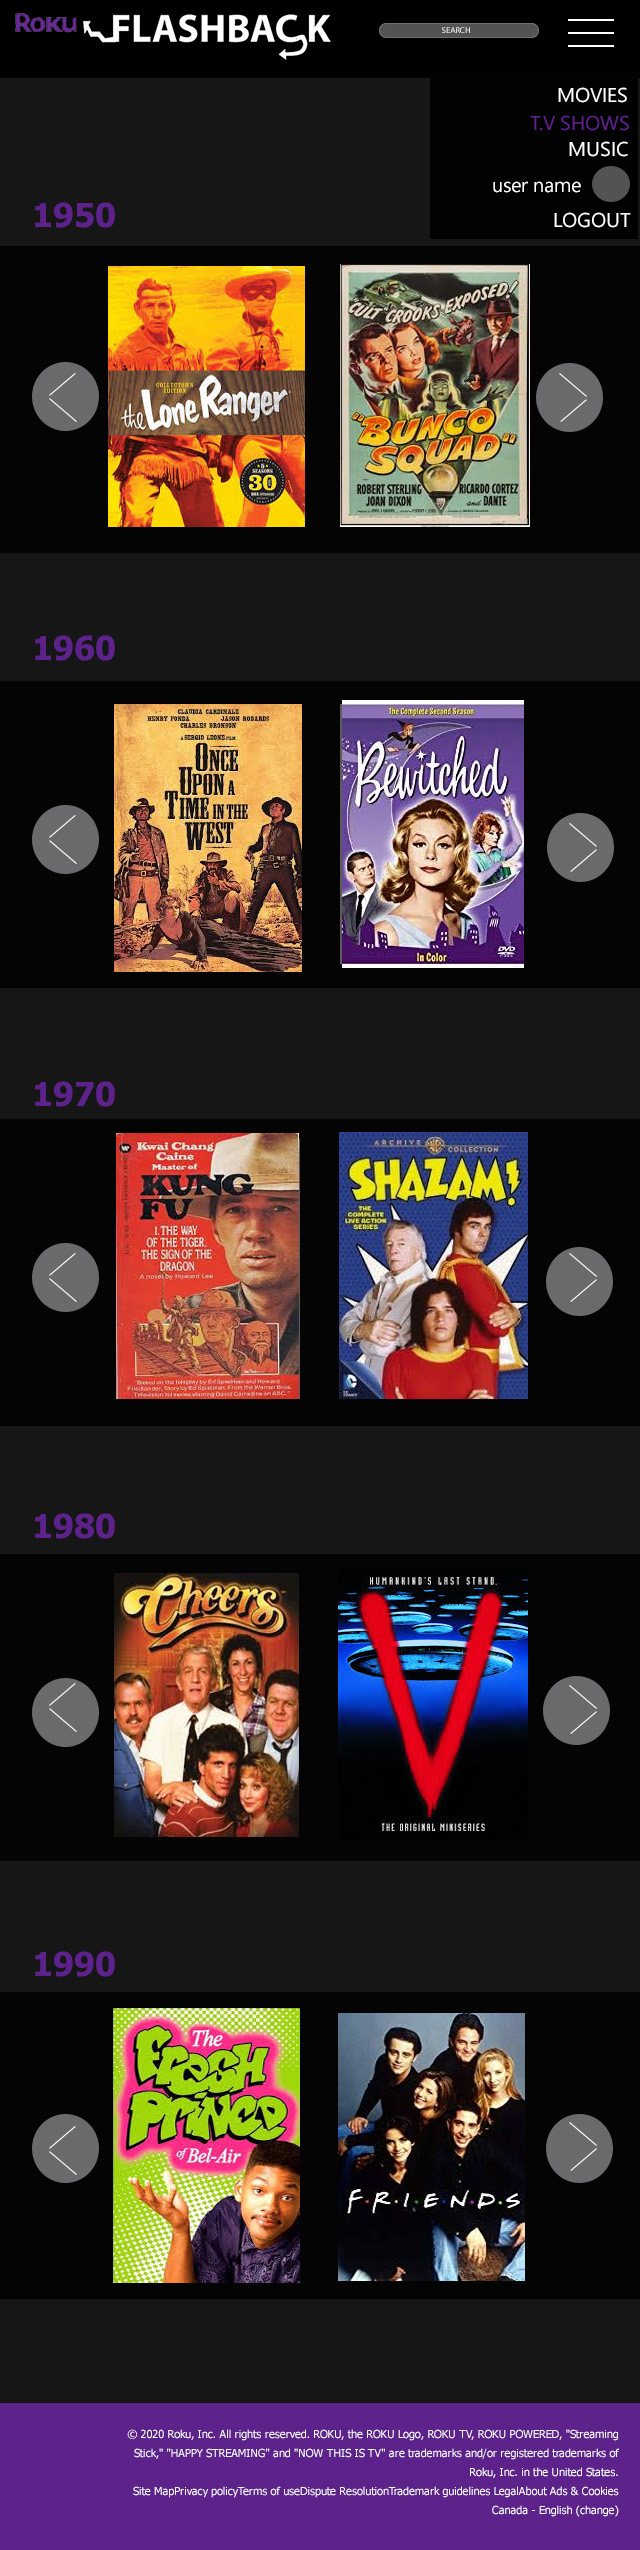 Roku FLASHBACK
SEARCH
MOVIES
T.V SHOWS
MUSIC
user name
LOGOUT
1950
COLLECTOR'S
EDITION
the Lone Ranger
5
SEASONS
30
"CULT" CROOKS EXPOSED!
"BUNCO
SQUAD"
ROBERT STERLING RICARDO CORTEZ
JOAN DIXON and DANTE
1960
CLAUDIA CARDINALE
HENRY FONDA JASON ROBARDS
CHARLES BRONSON
A SERGIO LEONE FILM
ONCE
UPON A
TIME IN THE
WEST
The Complete Second Season
Bewitched
In Color
DVD
1970
Kwai Chang
Caine
Master of
KUNG
FU
1. THE WAY
OF THE TIGER.
THE SIGN OF THE
DRAGON
A novel by Howard Lee
Based on the teleplay by Ed Spielman and Howard
Friedlander, Story by Ed Spielman. From the Warner Bros.
Television hit series starring David Carradine on ABC.
ARCHIVE WB COLLECTION
SHAZAM!
THE
COMPLETE
LIVE ACTION
SERIES
DC
1980
Cheers
HUMANKIND'S LAST STAND.
V
THE ORIGINAL MINISERIES
1990
The
Fresh
Prince
of Bel-Air
F·R·I·E·N·D·S
© 2020 Roku, Inc. All rights reserved. ROKU, the ROKU Logo, ROKU TV, ROKU POWERED, "Streaming
Stick," "HAPPY STREAMING" and "NOW THIS IS TV" are trademarks and/or registered trademarks of
Roku, Inc. in the United States.
Site MapPrivacy policyTerms of useDispute ResolutionTrademark guidelines LegalAbout Ads & Cookies
Canada - English (change)